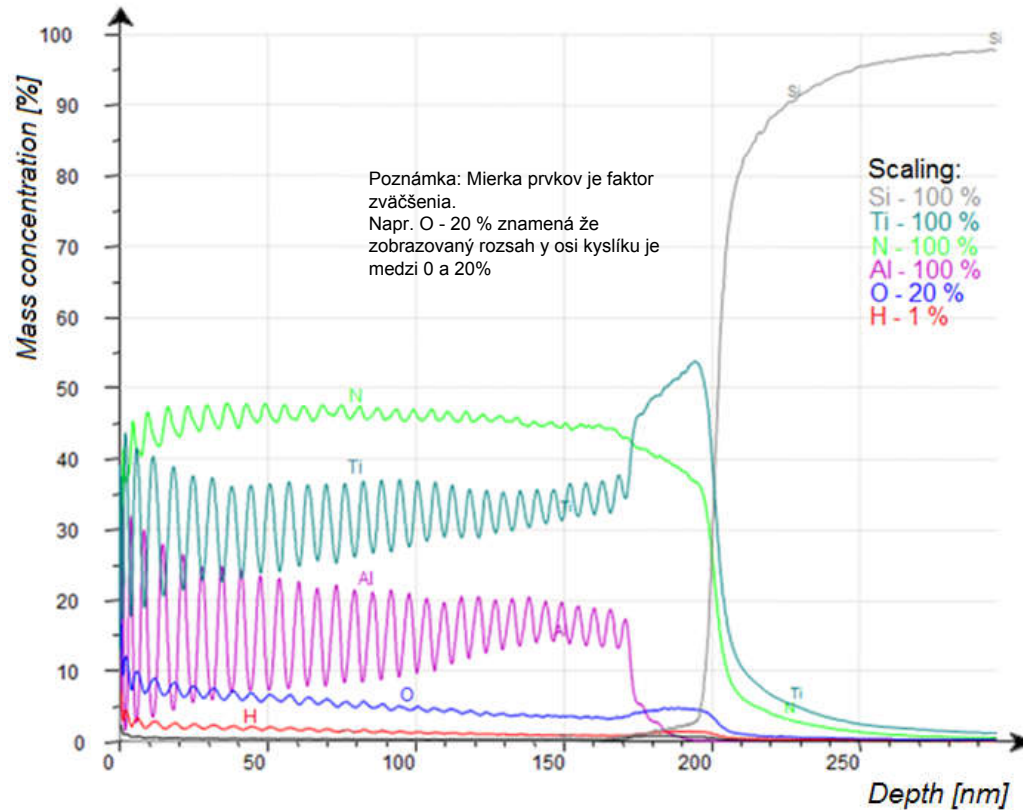 100
90
80
70
60
50
40
30
20
10
0
Mass concentration [%]
Poznámka: Mierka prvkov je faktor
zväčšenia.
Napr. O - 20 % znamená že
zobrazovaný rozsah y osi kyslíku je
medzi 0 a 20%
Scaling:
Si - 100 %
Ti - 100 %
N - 100 %
Al - 100 %
O - 20 %
H - 1 %
Si
Si
N
Ti
Ti
Al
O
H
Ti
N
0
50
100
150
200
250
Depth [nm]